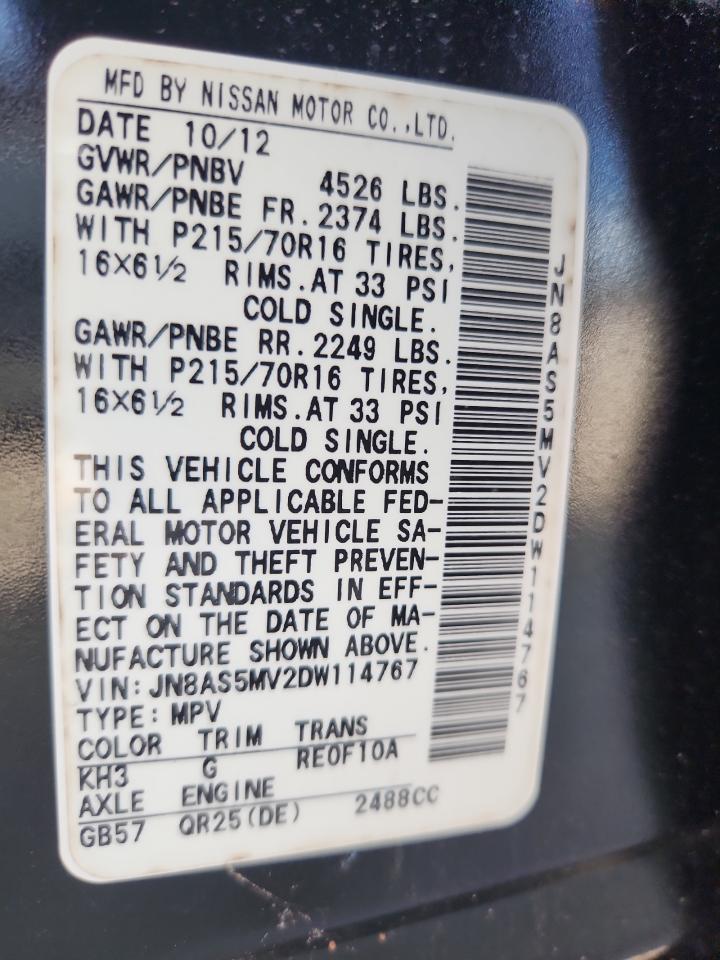 MFD BY NISSAN MOTOR CO.,LTD.
DATE 10/12
GVWR/PNBV 4526 LBS.
GAWR/PNBE FR. 2374 LBS.
WITH P215/70R16 TIRES,
16X6½ RIMS.AT 33 PSI
COLD SINGLE.
GAWR/PNBE RR. 2249 LBS.
WITH P215/70R16 TIRES,
16X6½ RIMS.AT 33 PSI
COLD SINGLE.
THIS VEHICLE CONFORMS
TO ALL APPLICABLE FED-
ERAL MOTOR VEHICLE SA-
FETY AND THEFT PREVEN-
TION STANDARDS IN EFF-
ECT ON THE DATE OF MA-
NUFACTURE SHOWN ABOVE.
VIN: JN8AS5MV2DW114767
TYPE: MPV
COLOR TRIM TRANS
KH3 G RE0F10A
AXLE ENGINE
GB57 QR25(DE) 2488CC
JN8AS5MV2DW114767